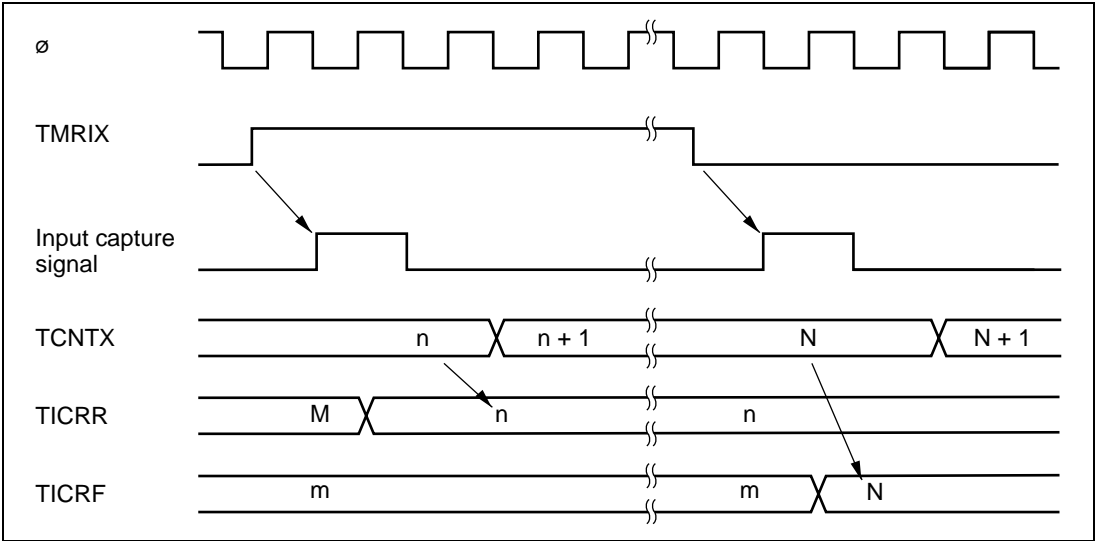 ø
TMRIX
Input capture
signal
TCNTX n n + 1 N N + 1
TICRR M n n
TICRF m m N